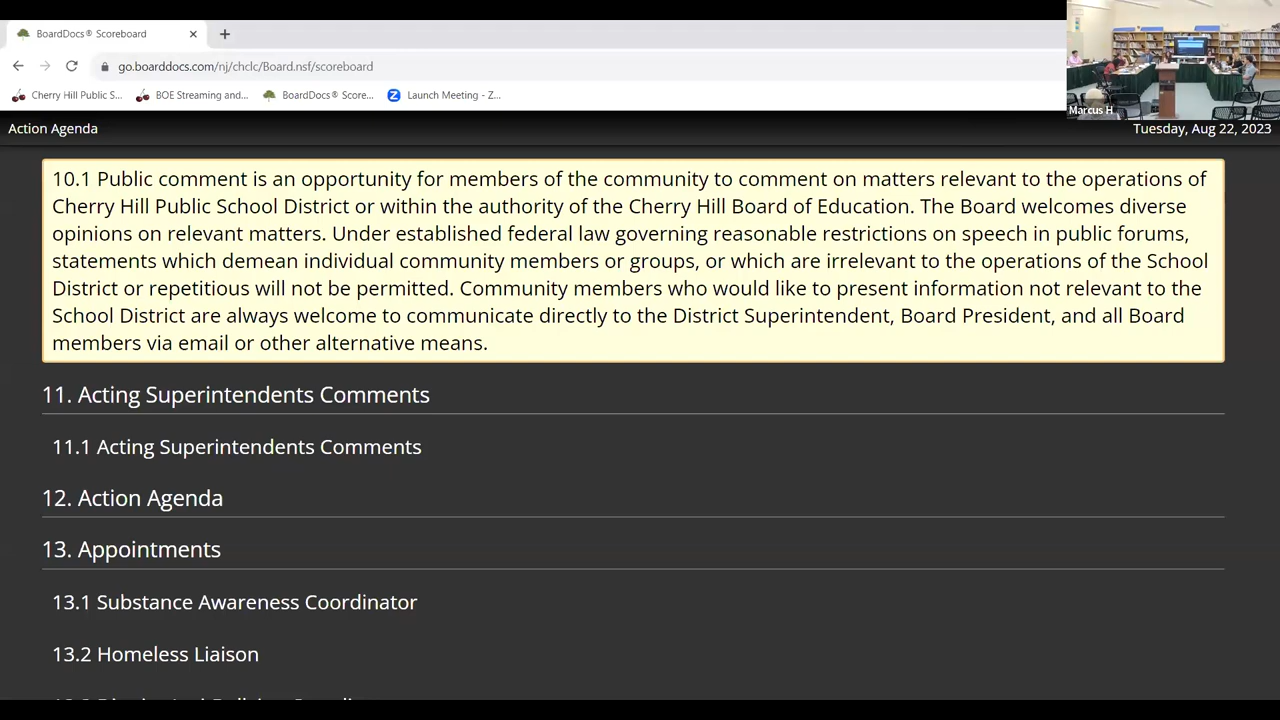 BoardDocs® Scoreboard
go.boarddocs.com/nj/chclc/Board.nsf/scoreboard
Cherry Hill Public S... BOE Streaming and... BoardDocs® Score... Launch Meeting - Z...
Marcus H
Action Agenda Tuesday, Aug 22, 2023
10.1 Public comment is an opportunity for members of the community to comment on matters relevant to the operations of
Cherry Hill Public School District or within the authority of the Cherry Hill Board of Education. The Board welcomes diverse
opinions on relevant matters. Under established federal law governing reasonable restrictions on speech in public forums,
statements which demean individual community members or groups, or which are irrelevant to the operations of the School
District or repetitious will not be permitted. Community members who would like to present information not relevant to the
School District are always welcome to communicate directly to the District Superintendent, Board President, and all Board
members via email or other alternative means.
11. Acting Superintendents Comments
11.1 Acting Superintendents Comments
12. Action Agenda
13. Appointments
13.1 Substance Awareness Coordinator
13.2 Homeless Liaison